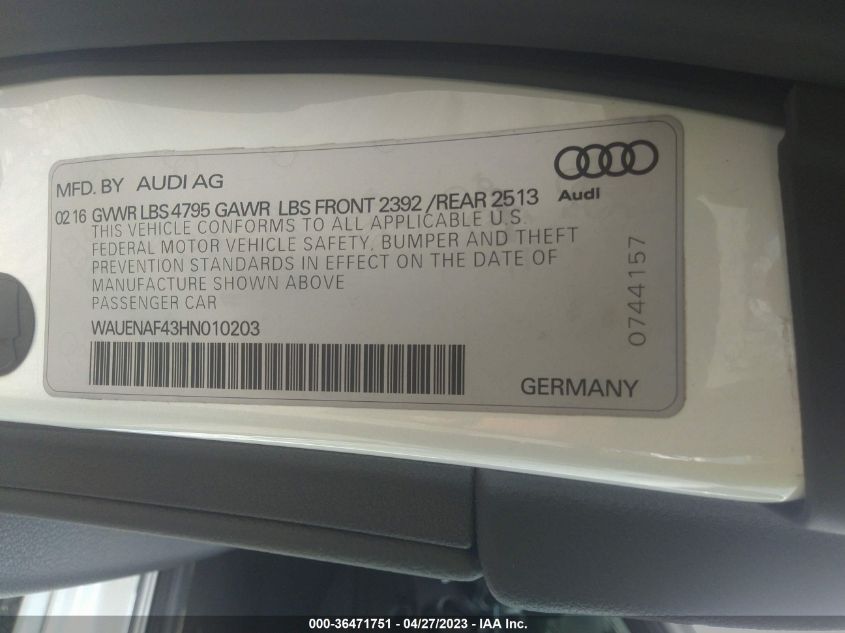 MFD. BY AUDI AG
Audi
02 16 GVWR LBS 4795 GAWR LBS FRONT 2392 /REAR 2513
THIS VEHICLE CONFORMS TO ALL APPLICABLE U.S.
FEDERAL MOTOR VEHICLE SAFETY, BUMPER AND THEFT
PREVENTION STANDARDS IN EFFECT ON THE DATE OF
MANUFACTURE SHOWN ABOVE
PASSENGER CAR
WAUENAF43HN010203
0744157
GERMANY
000-36471751 / 04/27/2023 - IAA Inc.